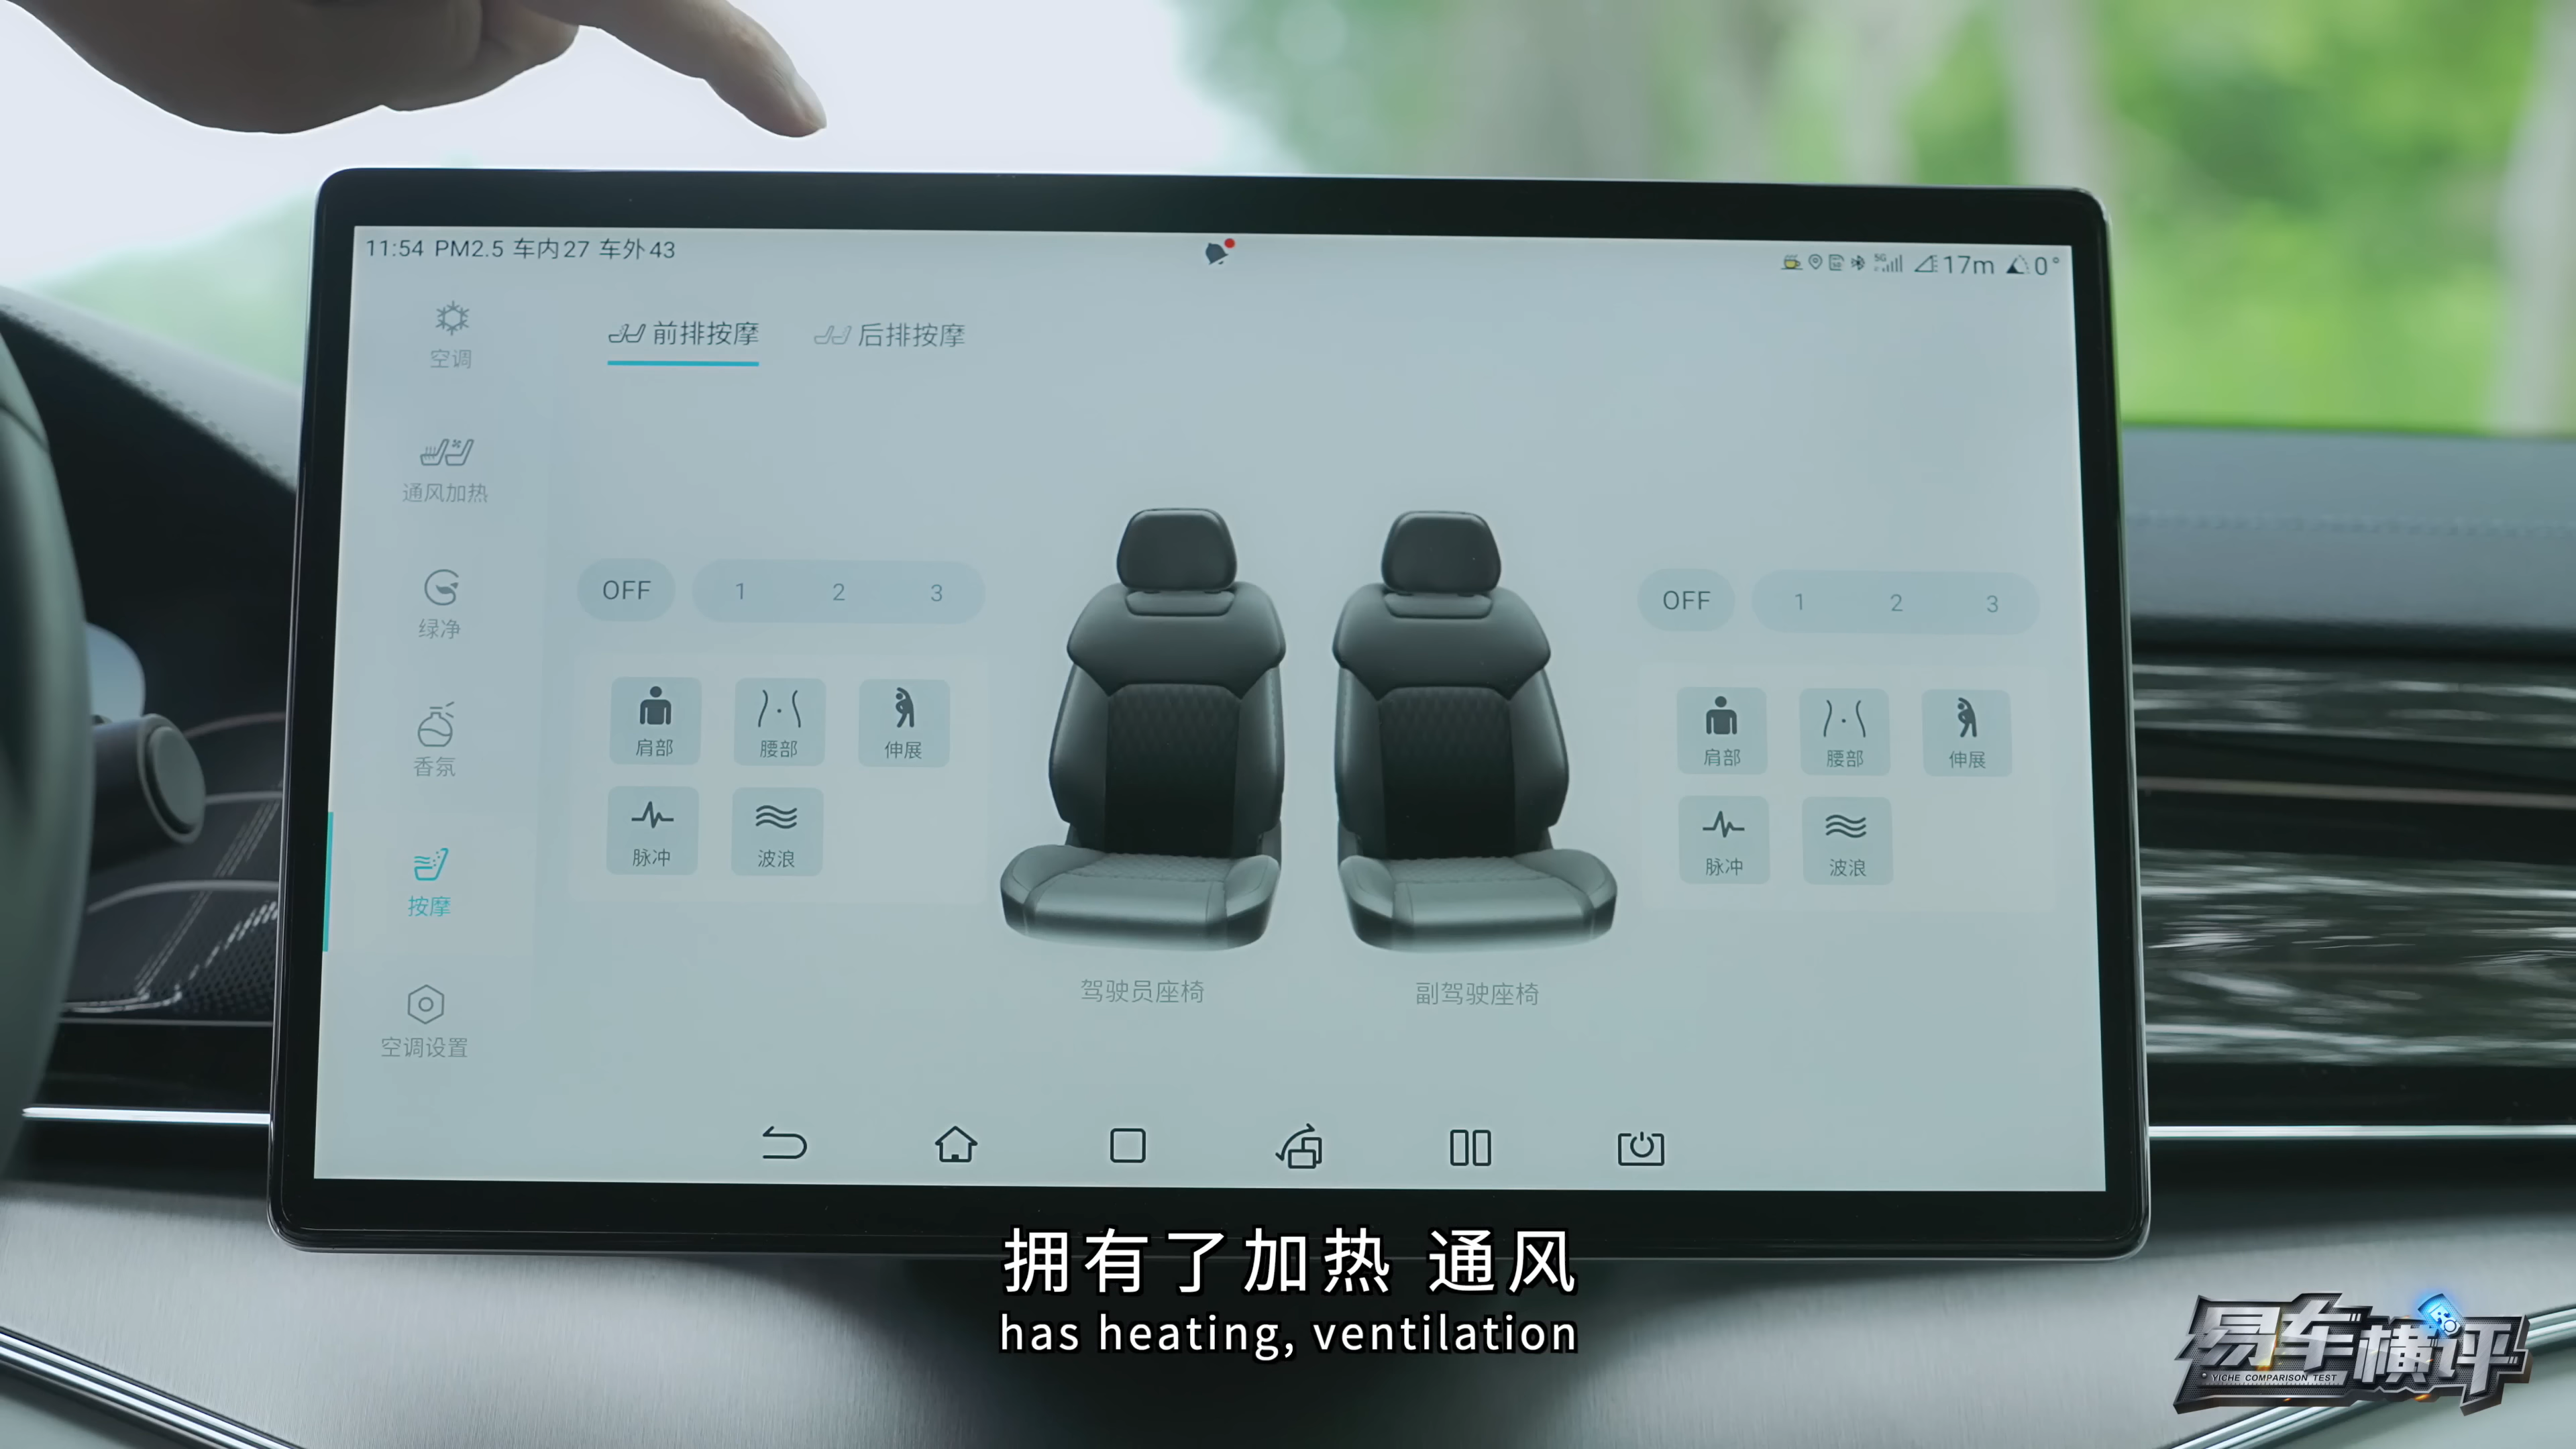 11:54 PM2.5 车内27 车外43
5G
17m
0°
前排按摩
后排按摩
空调
通风加热
绿净
香氛
按摩
空调设置
OFF
1 2 3
肩部
腰部
伸展
脉冲
波浪
OFF
1 2 3
肩部
腰部
伸展
脉冲
波浪
驾驶员座椅
副驾驶座椅
拥有了加热 通风
has heating, ventilation
易车横评
YICHE COMPARISON TEST